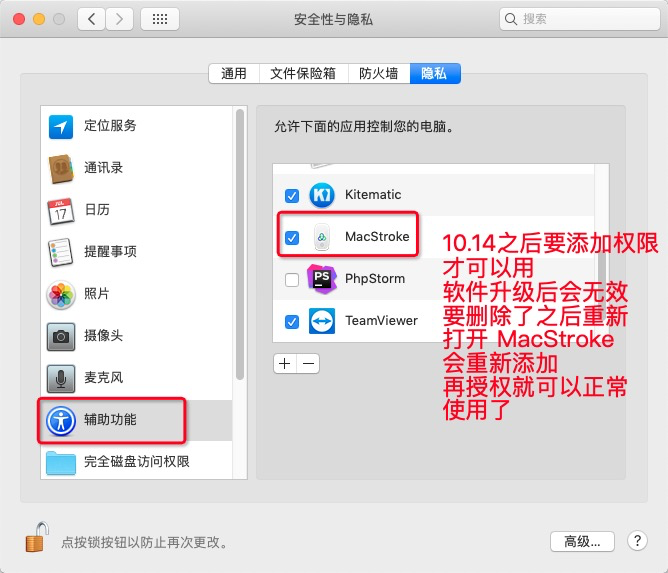 安全性与隐私
搜索
通用
文件保险箱
防火墙
隐私
定位服务
通讯录
日历
提醒事项
照片
摄像头
麦克风
辅助功能
完全磁盘访问权限
允许下面的应用控制您的电脑。
Kitematic
MacStroke
PhpStorm
TeamViewer
10.14之后要添加权限
才可以用
软件升级后会无效
要删除了之后重新
打开 MacStroke
会重新添加
再授权就可以正常
使用了
点按锁按钮以防止再次更改。
高级...
?
JUL
17
PS